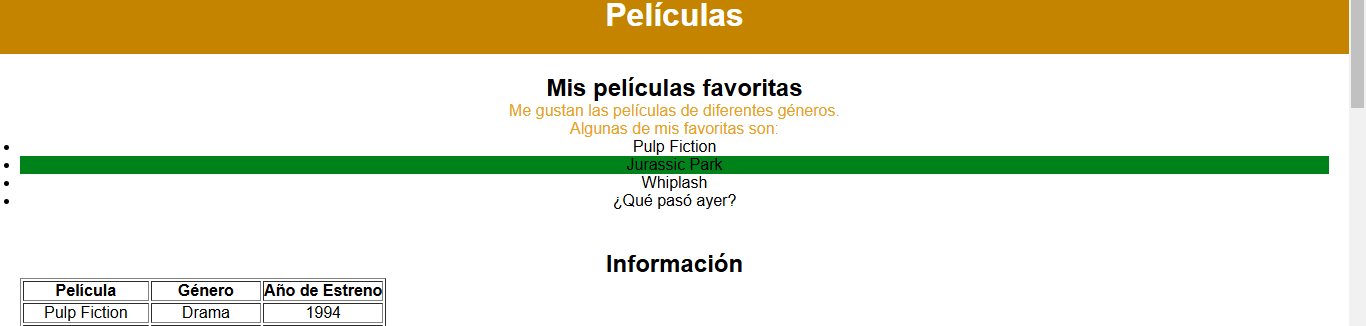 Películas
Mis películas favoritas
Me gustan las películas de diferentes géneros.
Algunas de mis favoritas son:
Pulp Fiction
Jurassic Park
Whiplash
¿Qué pasó ayer?
Información
Película Género Año de Estreno
Pulp Fiction Drama 1994